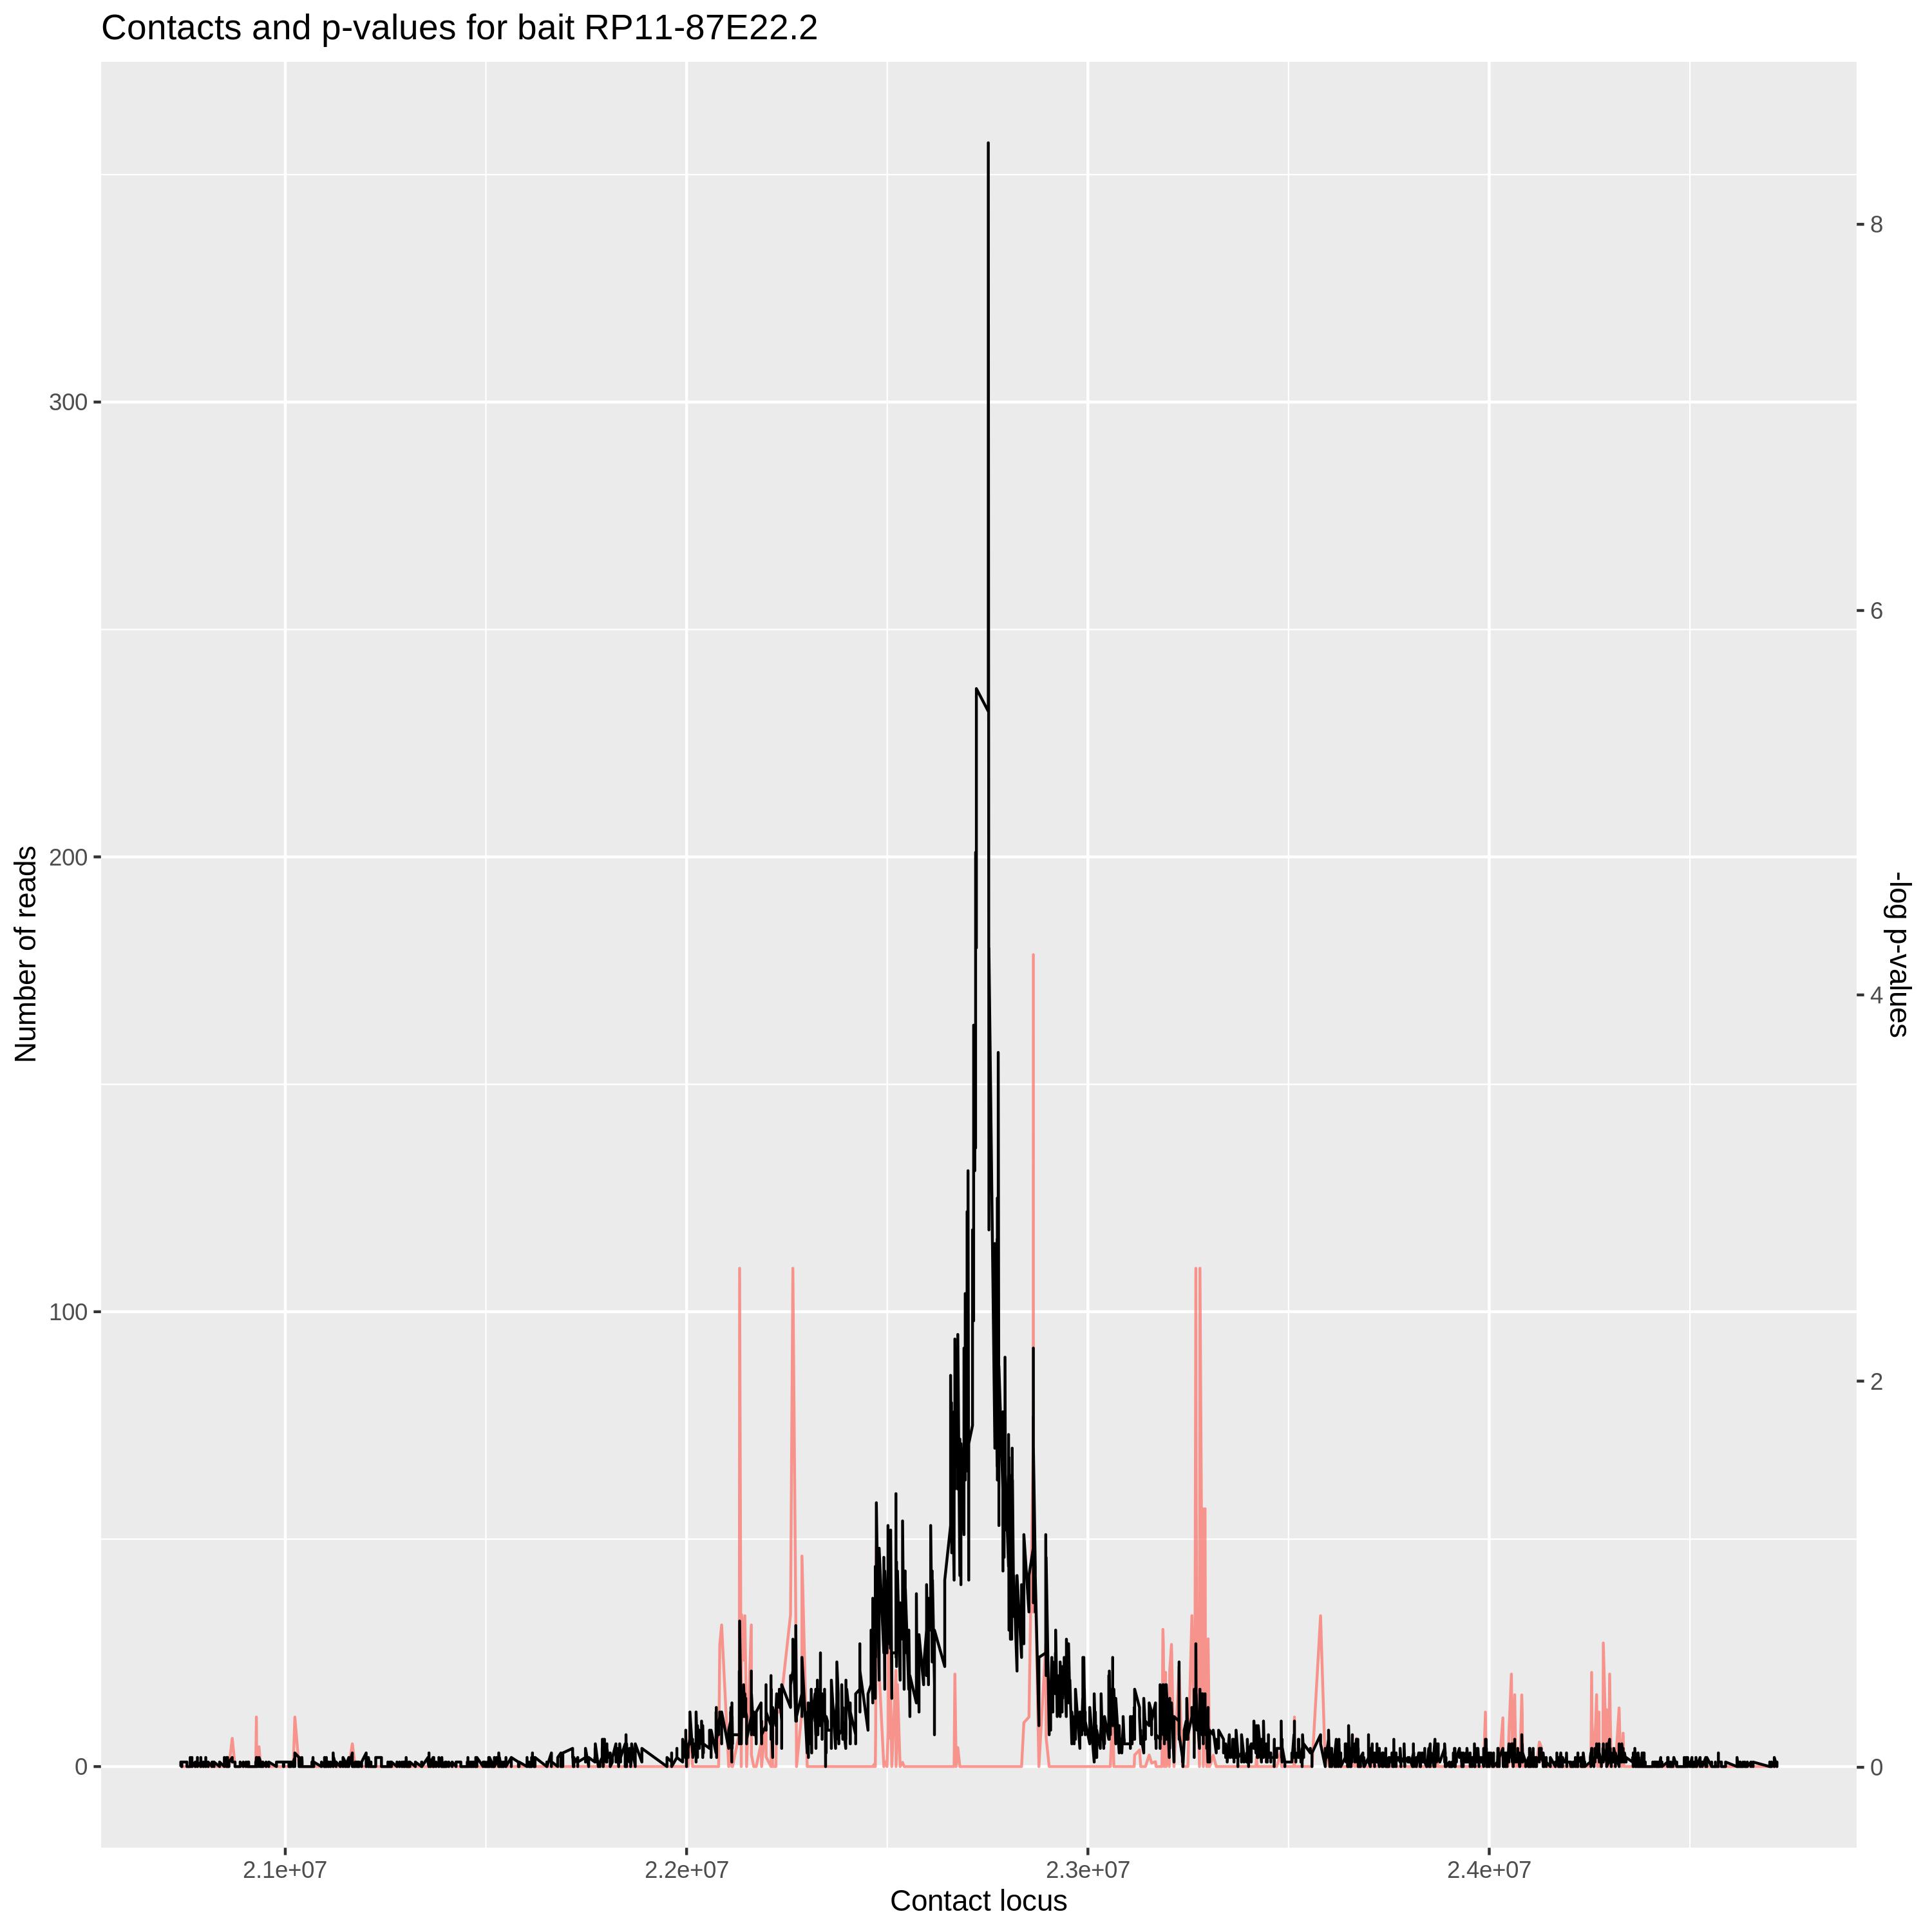 Contacts and p-values for bait RP11-87E22.2
300
200
100
0
Number of reads
8
6
4
2
0
-log p-values
2.1e+07
2.2e+07
2.3e+07
2.4e+07
Contact locus